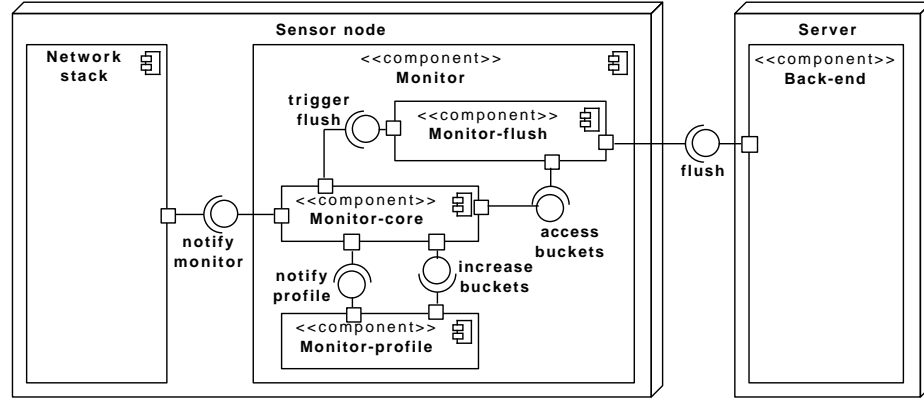 Sensor node
Network
stack
<<component>>
Monitor
trigger
flush
<<component>>
Monitor-flush
<<component>>
Monitor-core
notify
monitor
access
buckets
notify
profile
increase
buckets
<<component>>
Monitor-profile
flush
Server
<<component>>
Back-end